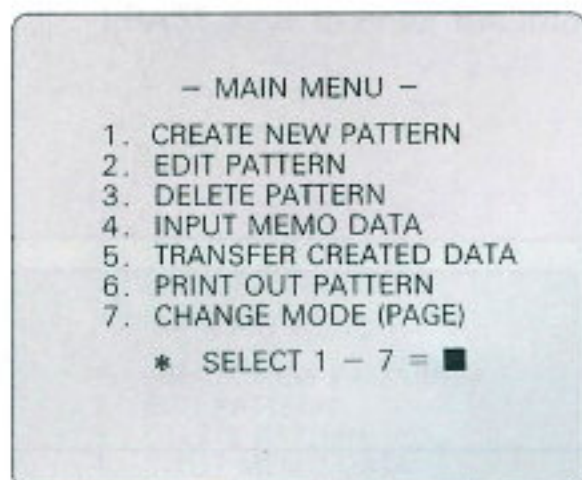 – MAIN MENU –
1. CREATE NEW PATTERN
2. EDIT PATTERN
3. DELETE PATTERN
4. INPUT MEMO DATA
5. TRANSFER CREATED DATA
6. PRINT OUT PATTERN
7. CHANGE MODE (PAGE)
* SELECT 1 – 7 = ■